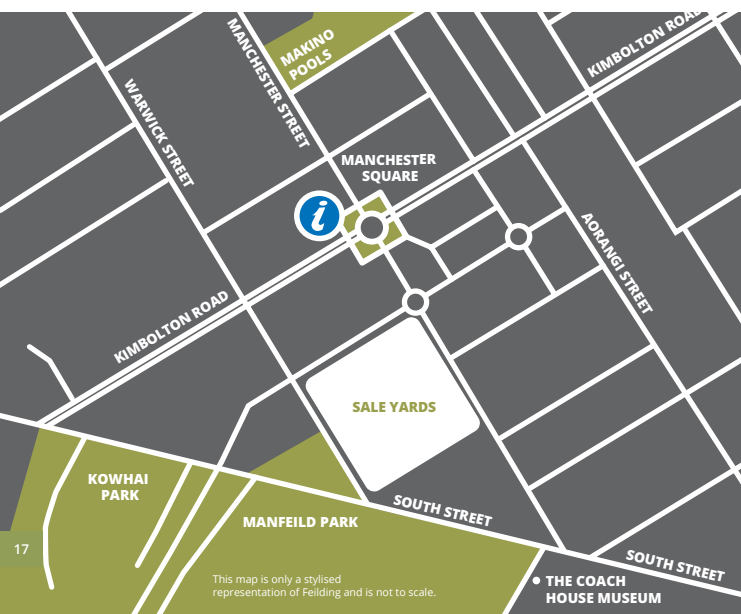 MAKINO
POOLS
MANCHESTER STREET
KIMBOLTON ROAD
WARWICK STREET
MANCHESTER
SQUARE
i
AORANGI STREET
KIMBOLTON ROAD
SALE YARDS
KOWHAI
PARK
SOUTH STREET
MANFEILD PARK
17
SOUTH STREET
This map is only a stylised
representation of Feilding and is not to scale.
THE COACH
HOUSE MUSEUM